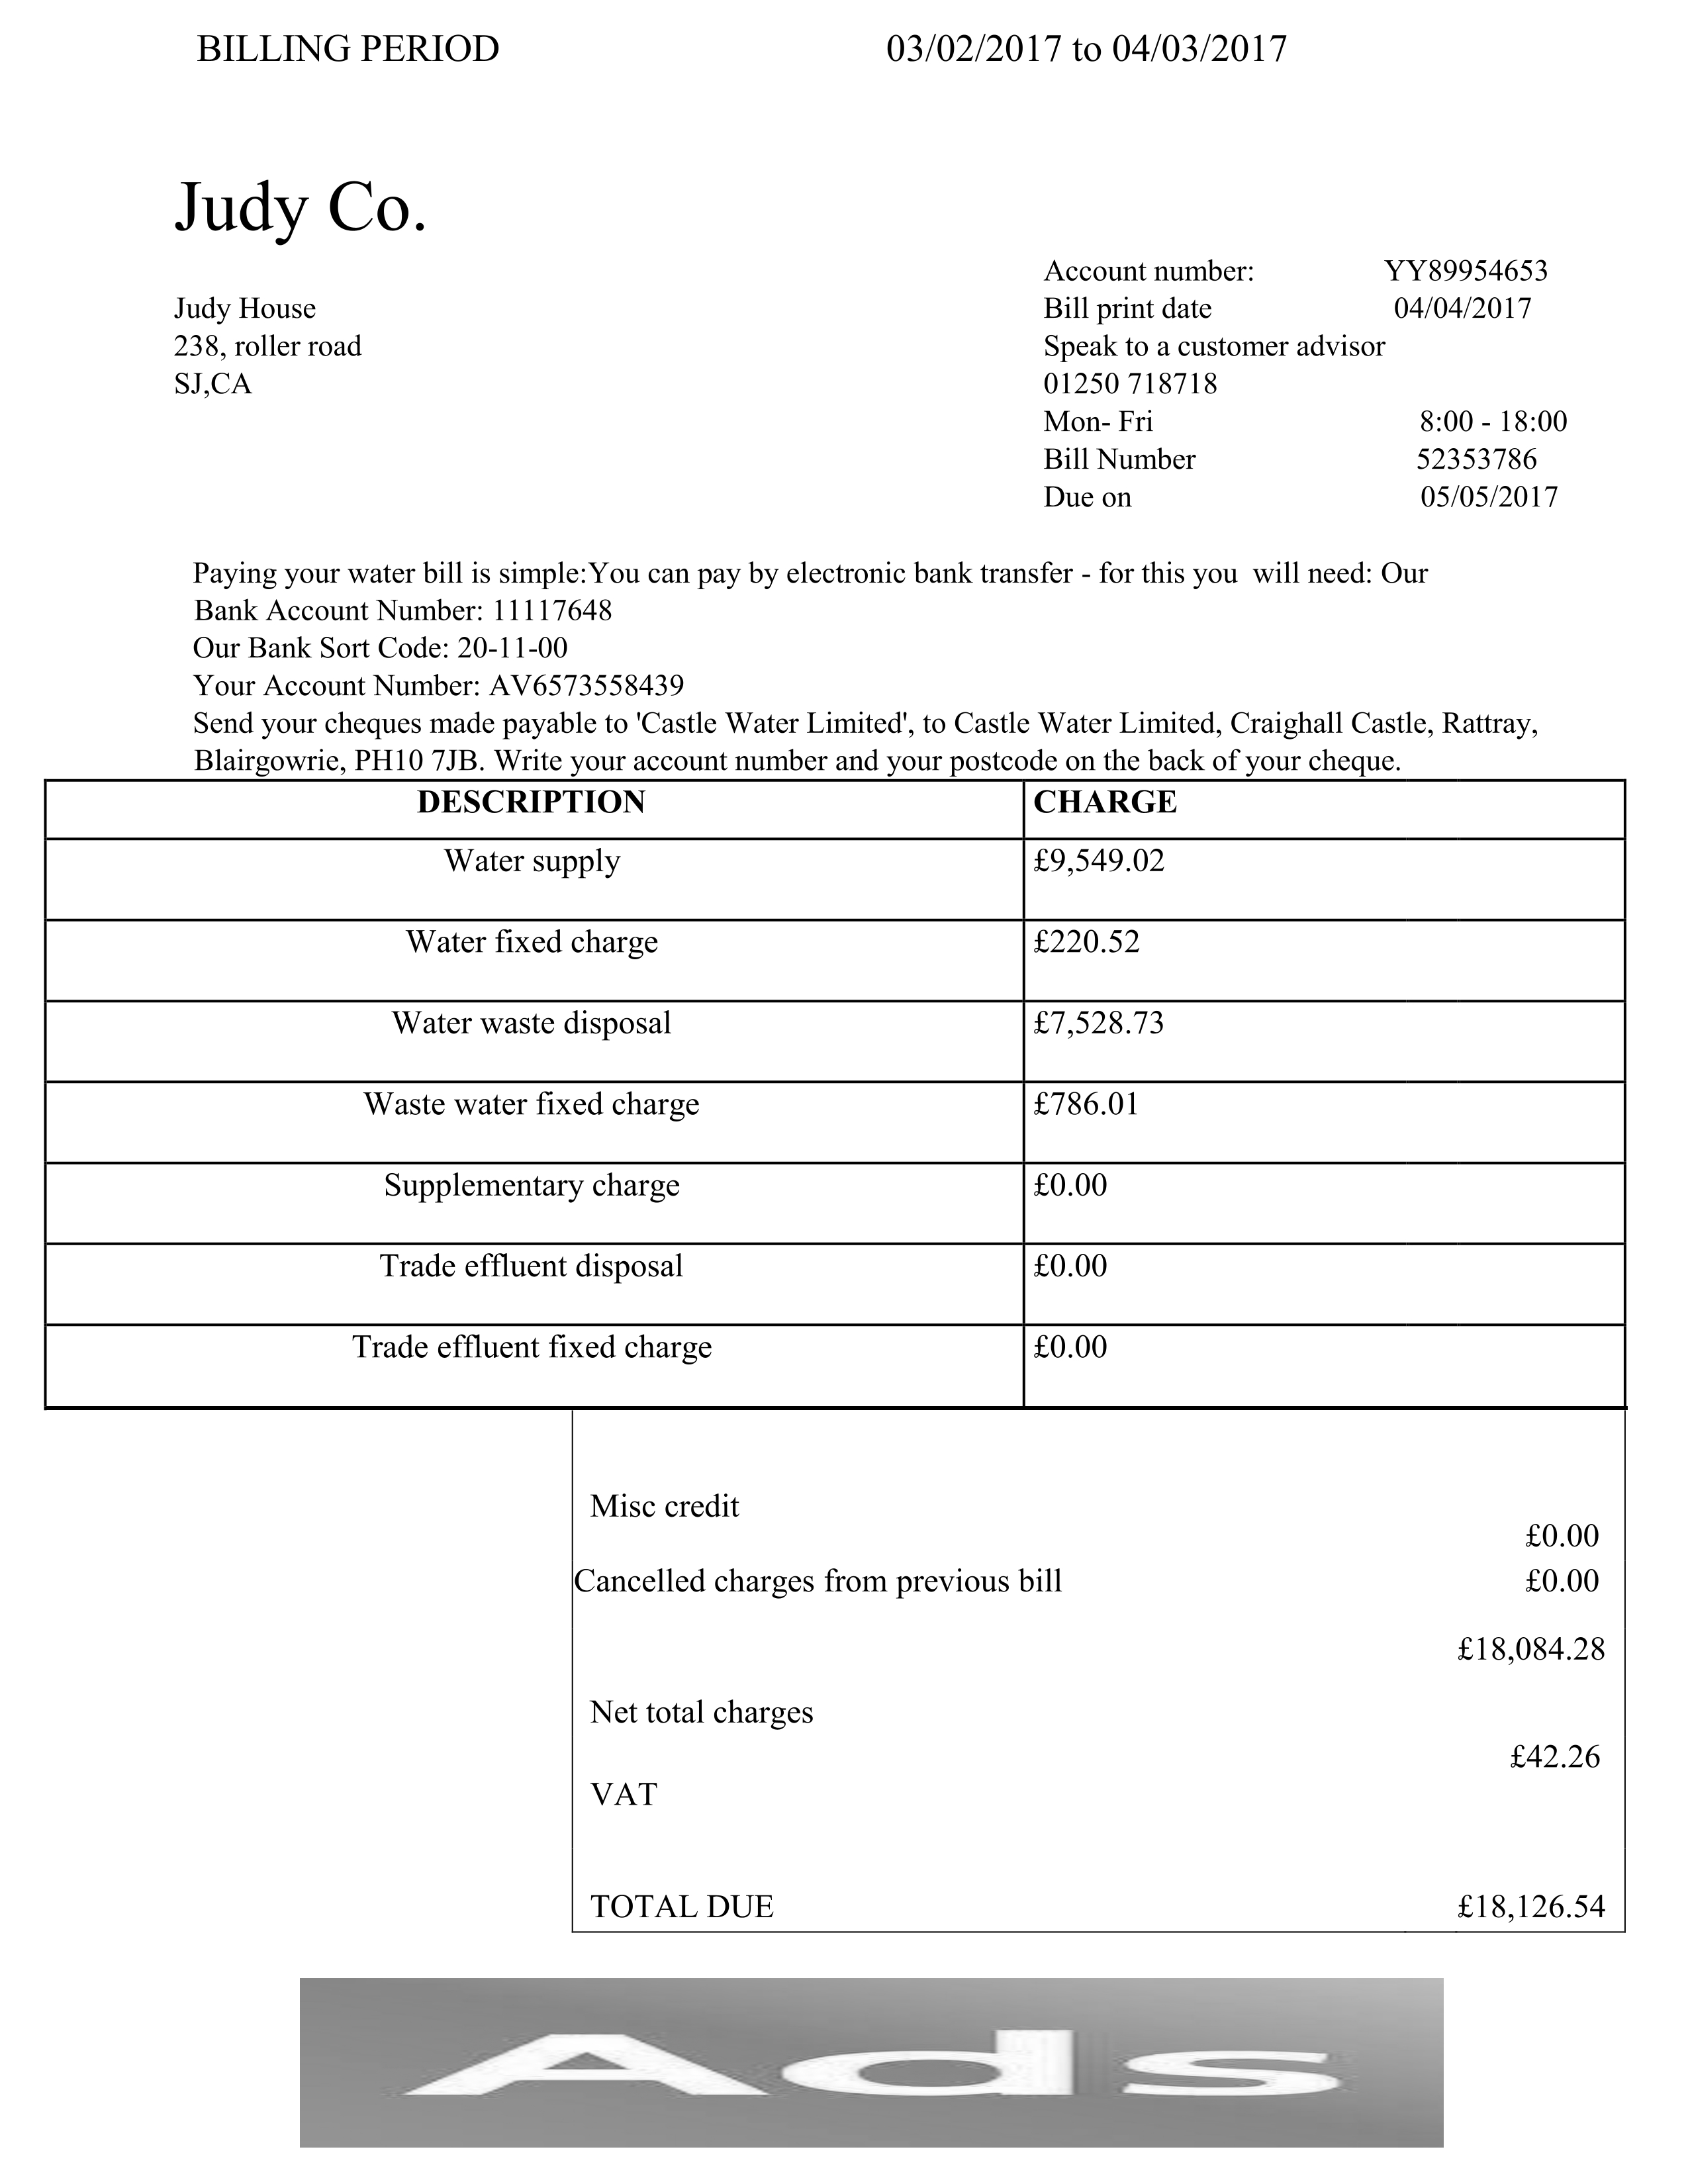 BILLING PERIOD 03/02/2017 to 04/03/2017
Judy Co.
Account number: YY89954653
Judy House Bill print date 04/04/2017
238, roller road Speak to a customer advisor
SJ,CA 01250 718718
Mon- Fri 8:00 - 18:00
Bill Number 52353786
Due on 05/05/2017
Paying your water bill is simple:You can pay by electronic bank transfer - for this you will need: Our
Bank Account Number: 11117648
Our Bank Sort Code: 20-11-00
Your Account Number: AV6573558439
Send your cheques made payable to 'Castle Water Limited', to Castle Water Limited, Craighall Castle, Rattray,
Blairgowrie, PH10 7JB. Write your account number and your postcode on the back of your cheque.
DESCRIPTION CHARGE
Water supply £9,549.02
Water fixed charge £220.52
Water waste disposal £7,528.73
Waste water fixed charge £786.01
Supplementary charge £0.00
Trade effluent disposal £0.00
Trade effluent fixed charge £0.00
Misc credit
£0.00
Cancelled charges from previous bill £0.00
£18,084.28
Net total charges
£42.26
VAT
TOTAL DUE £18,126.54
Ads